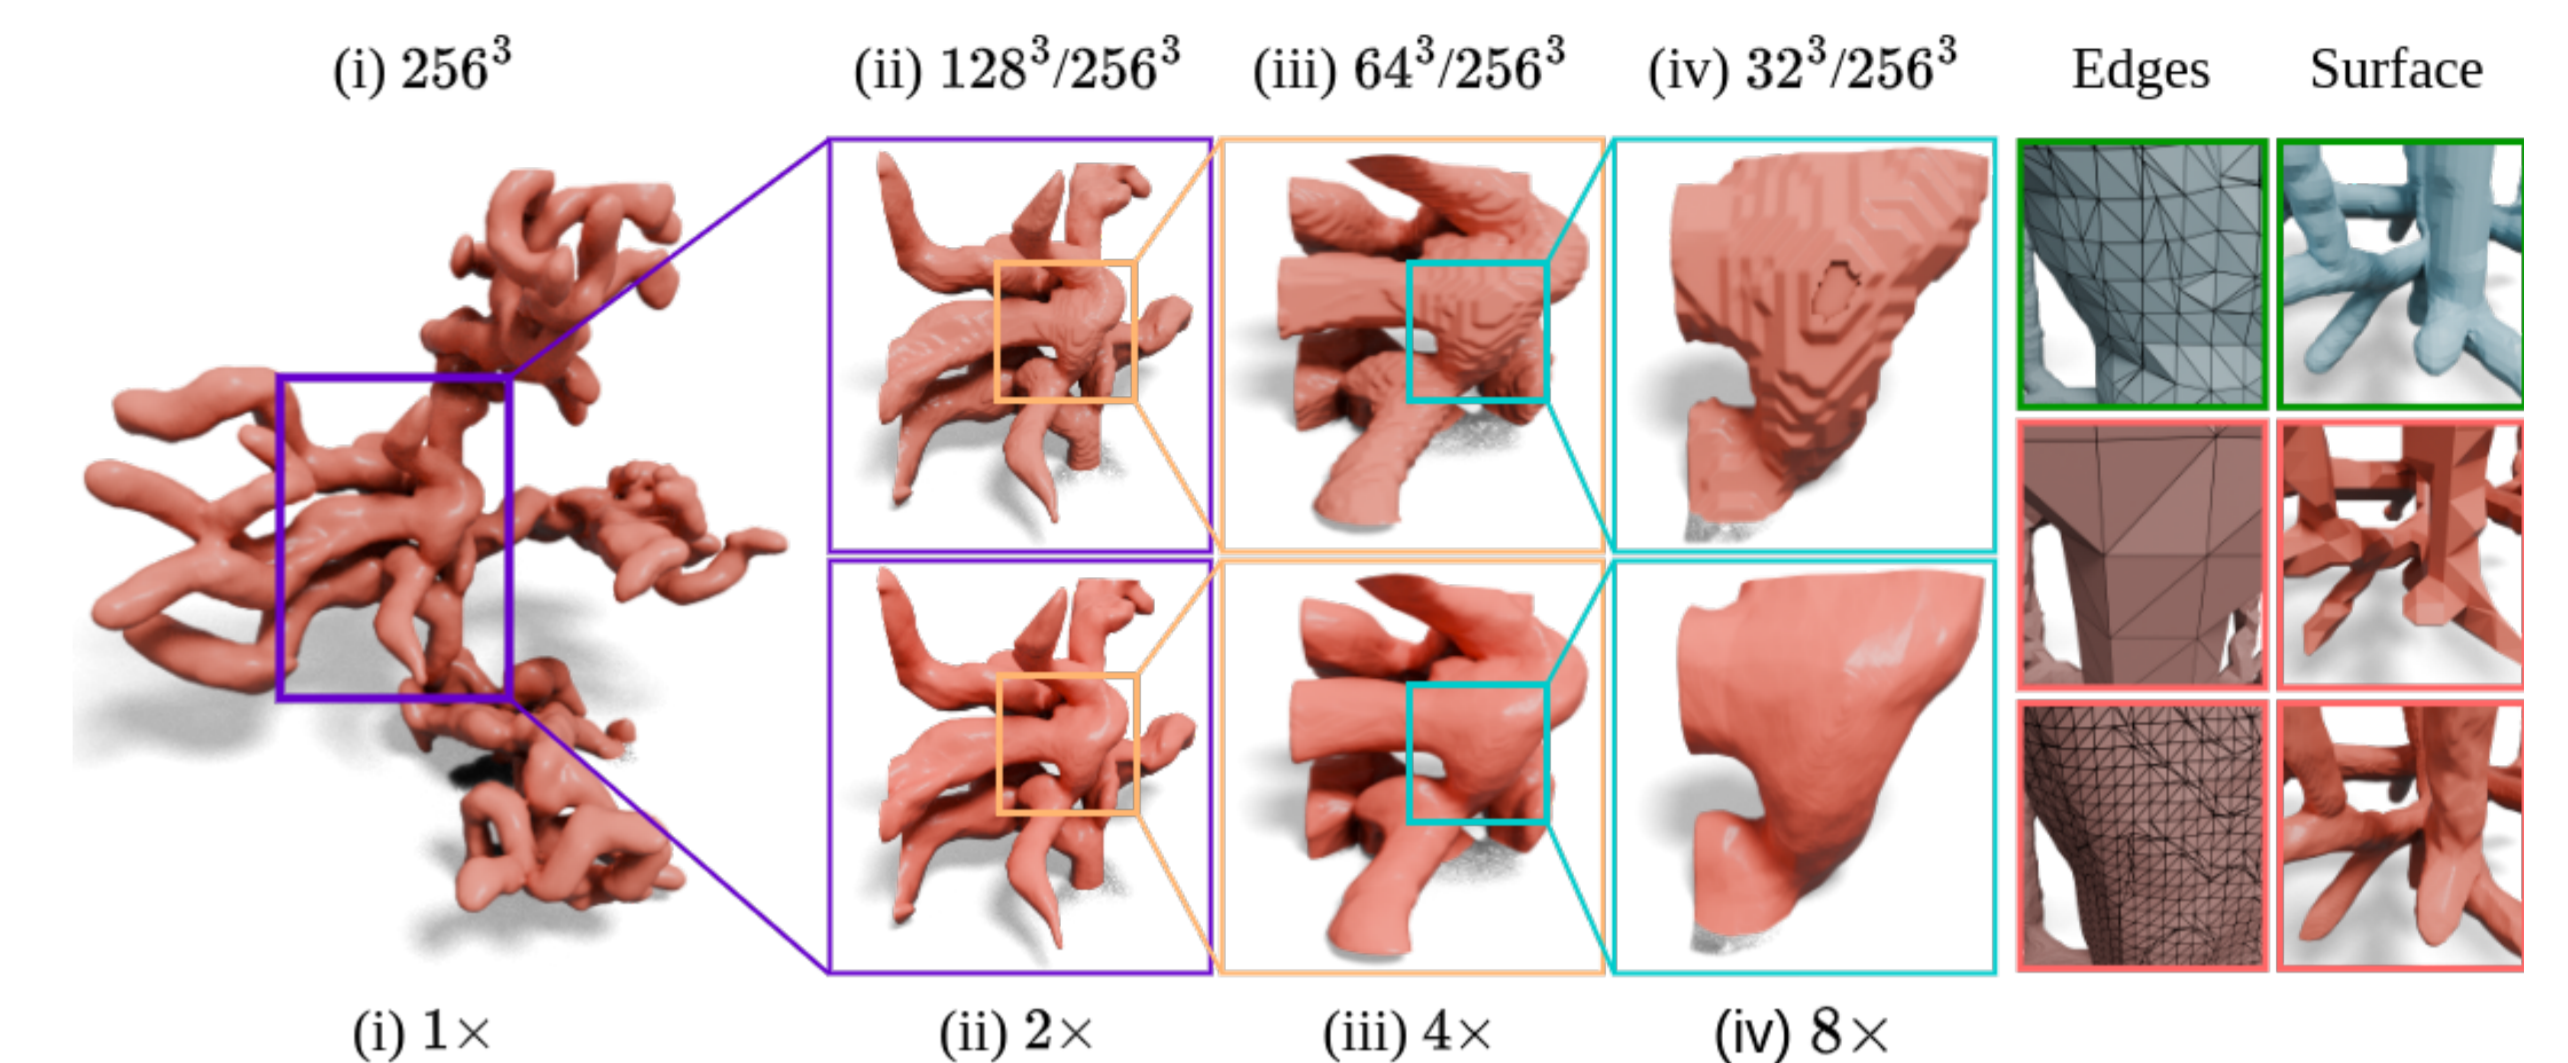 (i) 256³ (ii) 128³/256³ (iii) 64³/256³ (iv) 32³/256³ Edges Surface
(i) 1× (ii) 2× (iii) 4× (iv) 8×